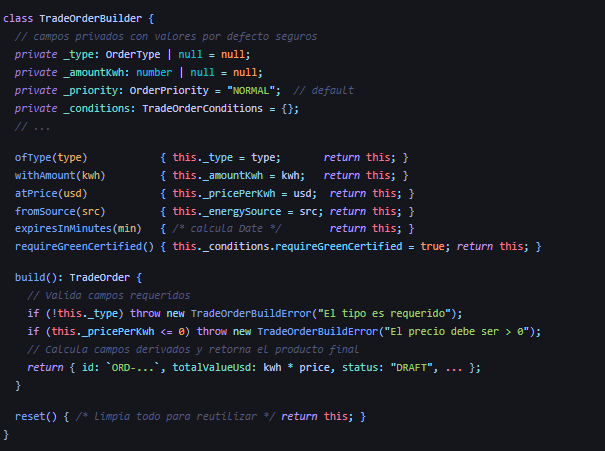 class TradeOrderBuilder {
  // campos privados con valores por defecto seguros
  private _type: OrderType | null = null;
  private _amountKwh: number | null = null;
  private _priority: OrderPriority = "NORMAL";  // default
  private _conditions: TradeOrderConditions = {};
  // ...

  ofType(type)            { this._type = type;       return this; }
  withAmount(kwh)         { this._amountKwh = kwh;   return this; }
  atPrice(usd)            { this._pricePerKwh = usd;  return this; }
  fromSource(src)         { this._energySource = src; return this; }
  expiresInMinutes(min)   { /* calcula Date */        return this; }
  requireGreenCertified() { this._conditions.requireGreenCertified = true; return this; }

  build(): TradeOrder {
    // Valida campos requeridos
    if (!this._type) throw new TradeOrderBuildError("El tipo es requerido");
    if (this._pricePerKwh <= 0) throw new TradeOrderBuildError("El precio debe ser > 0");
    // Calcula campos derivados y retorna el producto final
    return { id: `ORD-...`, totalValueUsd: kwh * price, status: "DRAFT", ... };
  }

  reset() { /* limpia todo para reutilizar */ return this; }
}